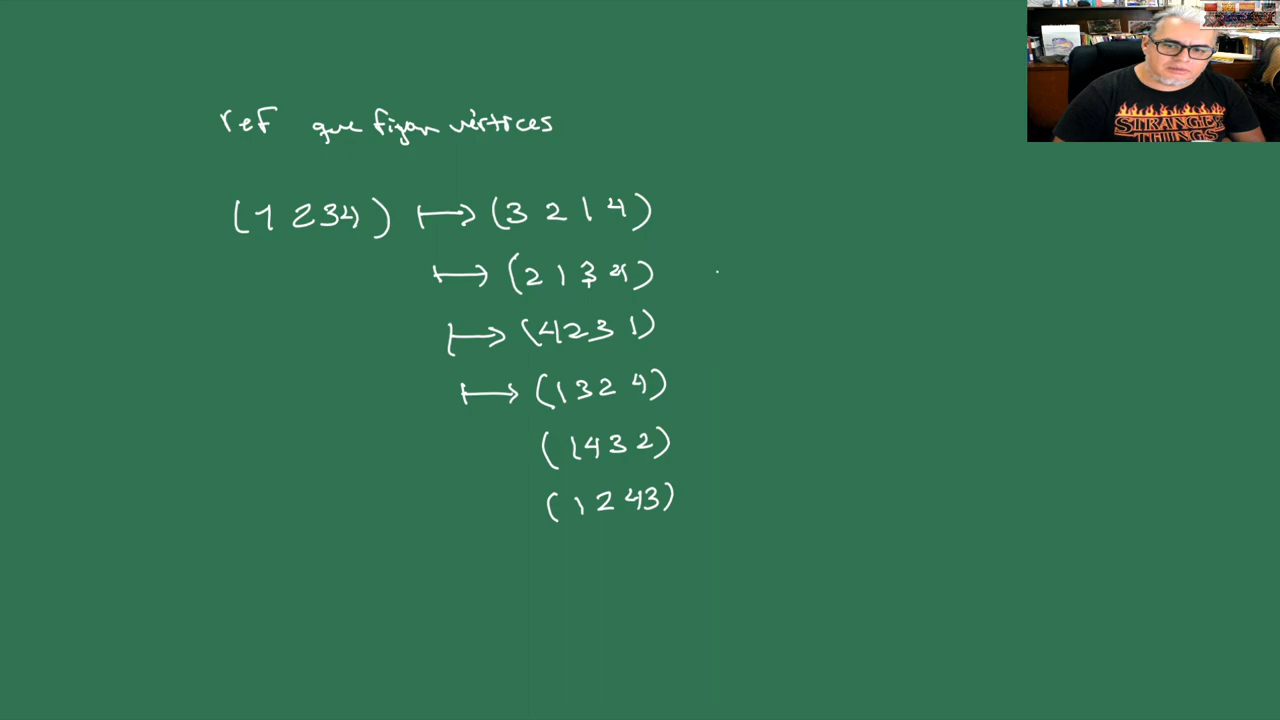 ref que fijan vértices
(1 2 3 4) ↦ (3 2 1 4)
↦ (2 1 3 4)
↦ (4 2 3 1)
↦ (1 3 2 4)
(1 4 3 2)
(1 2 4 3)
STRANGER
THINGS